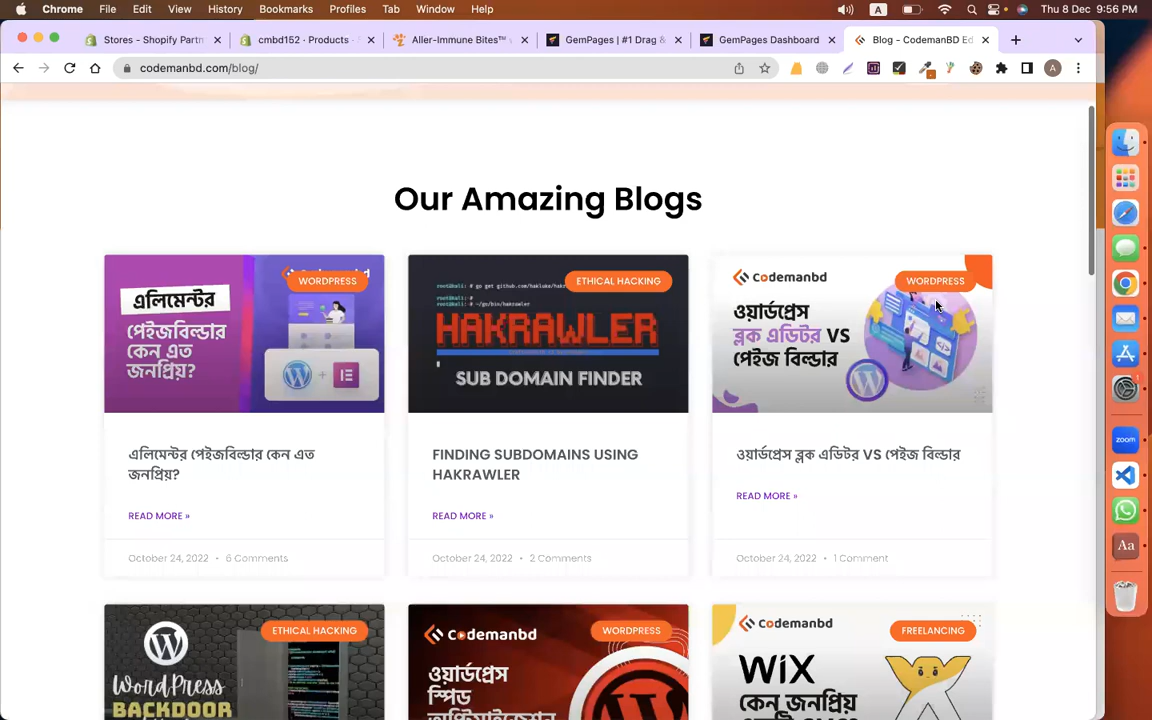 Chrome File Edit View History Bookmarks Profiles Tab Window Help
A
Thu 8 Dec 9:56 PM
Stores - Shopify Partn
cmbd152 · Products ·
Aller-Immune Bites™
GemPages | #1 Drag &
GemPages Dashboard
Blog - CodemanBD Ed
codemanbd.com/blog/
A
Our Amazing Blogs
WORDPRESS
এলিমেন্টর
পেইজবিল্ডার
কেন এত
জনপ্রিয়?
এলিমেন্টর পেইজবিল্ডার কেন এত
জনপ্রিয়?
READ MORE »
October 24, 2022 • 6 Comments
ETHICAL HACKING
HAKRAWLER
SUB DOMAIN FINDER
FINDING SUBDOMAINS USING
HAKRAWLER
READ MORE »
October 24, 2022 • 2 Comments
Codemanbd
WORDPRESS
ওয়ার্ডপ্রেস
ব্লক এডিটর VS
পেইজ বিল্ডার
ওয়ার্ডপ্রেস ব্লক এডিটর VS পেইজ বিল্ডার
READ MORE »
October 24, 2022 • 1 Comment
ETHICAL HACKING
WORDPRESS
BACKDOOR
Codemanbd
WORDPRESS
ওয়ার্ডপ্রেস
স্পিড
Codemanbd
FREELANCING
WiX
কেন জনপ্রিয়
zoom
Aa